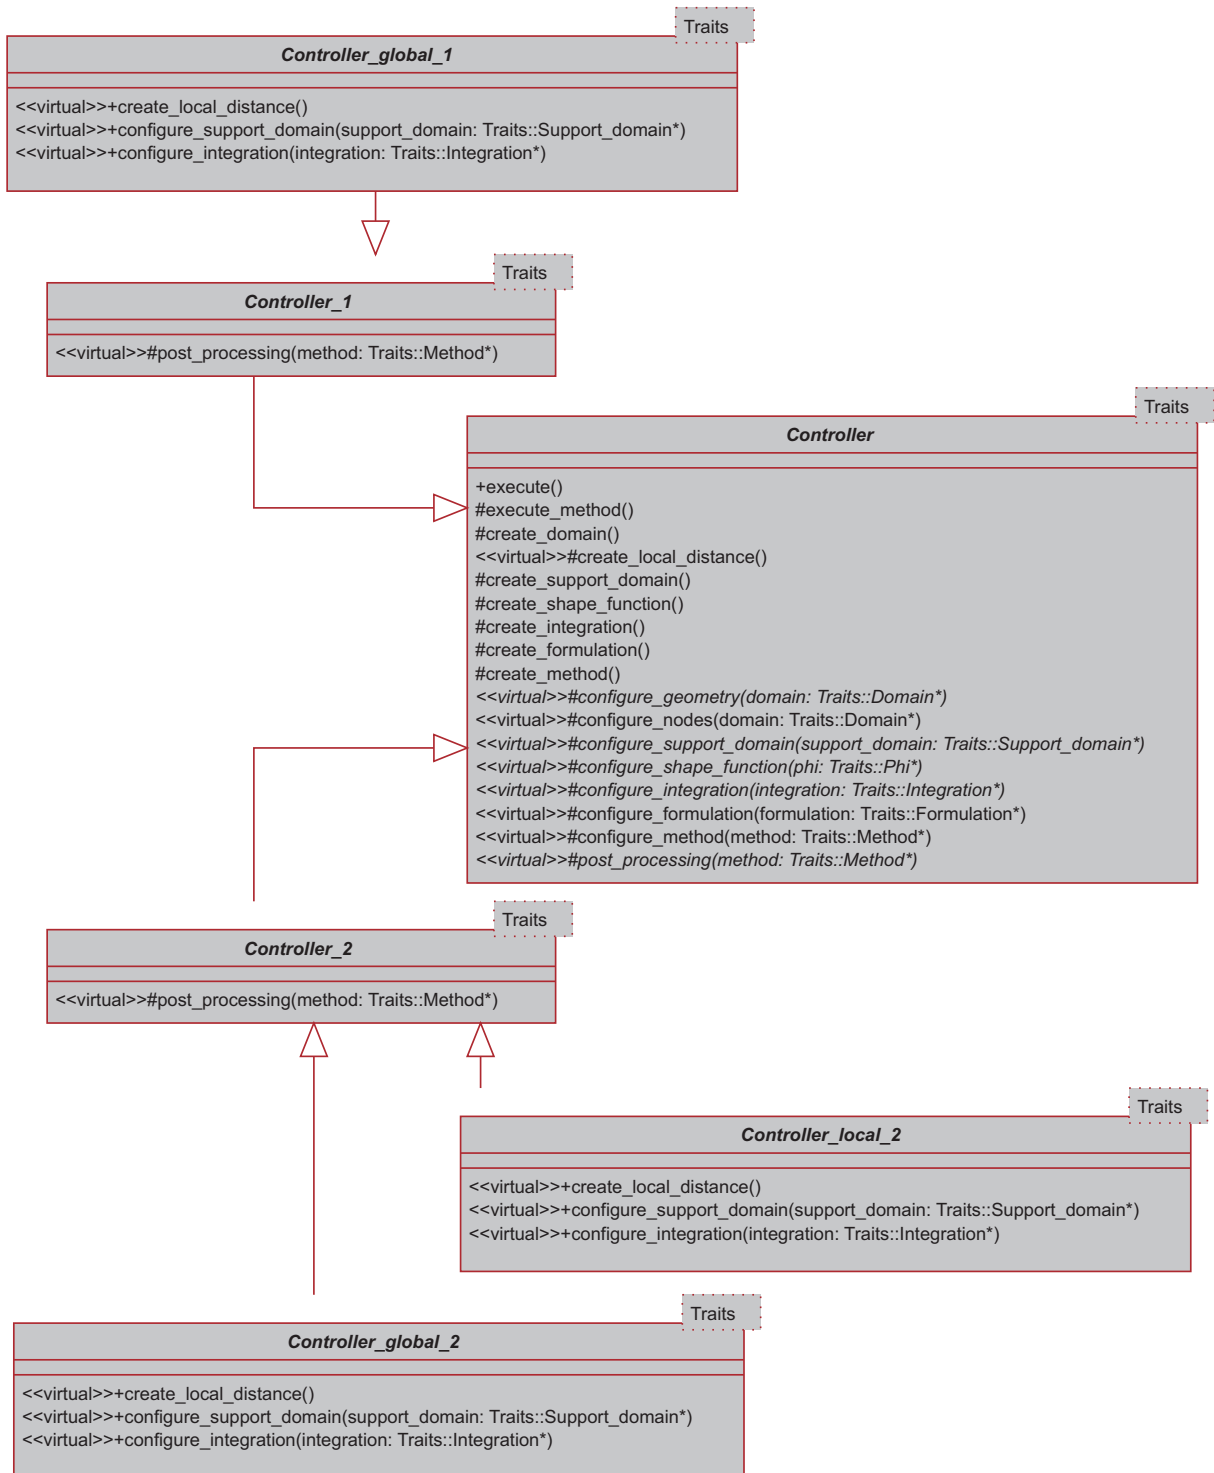 Traits
Controller_global_1
<<virtual>>+create_local_distance()
<<virtual>>+configure_support_domain(support_domain: Traits::Support_domain*)
<<virtual>>+configure_integration(integration: Traits::Integration*)
Traits
Controller_1
<<virtual>>#post_processing(method: Traits::Method*)
Traits
Controller
+execute()
#execute_method()
#create_domain()
<<virtual>>#create_local_distance()
#create_support_domain()
#create_shape_function()
#create_integration()
#create_formulation()
#create_method()
<<virtual>>#configure_geometry(domain: Traits::Domain*)
<<virtual>>#configure_nodes(domain: Traits::Domain*)
<<virtual>>#configure_support_domain(support_domain: Traits::Support_domain*)
<<virtual>>#configure_shape_function(phi: Traits::Phi*)
<<virtual>>#configure_integration(integration: Traits::Integration*)
<<virtual>>#configure_formulation(formulation: Traits::Formulation*)
<<virtual>>#configure_method(method: Traits::Method*)
<<virtual>>#post_processing(method: Traits::Method*)
Traits
Controller_2
<<virtual>>#post_processing(method: Traits::Method*)
Traits
Controller_local_2
<<virtual>>+create_local_distance()
<<virtual>>+configure_support_domain(support_domain: Traits::Support_domain*)
<<virtual>>+configure_integration(integration: Traits::Integration*)
Traits
Controller_global_2
<<virtual>>+create_local_distance()
<<virtual>>+configure_support_domain(support_domain: Traits::Support_domain*)
<<virtual>>+configure_integration(integration: Traits::Integration*)